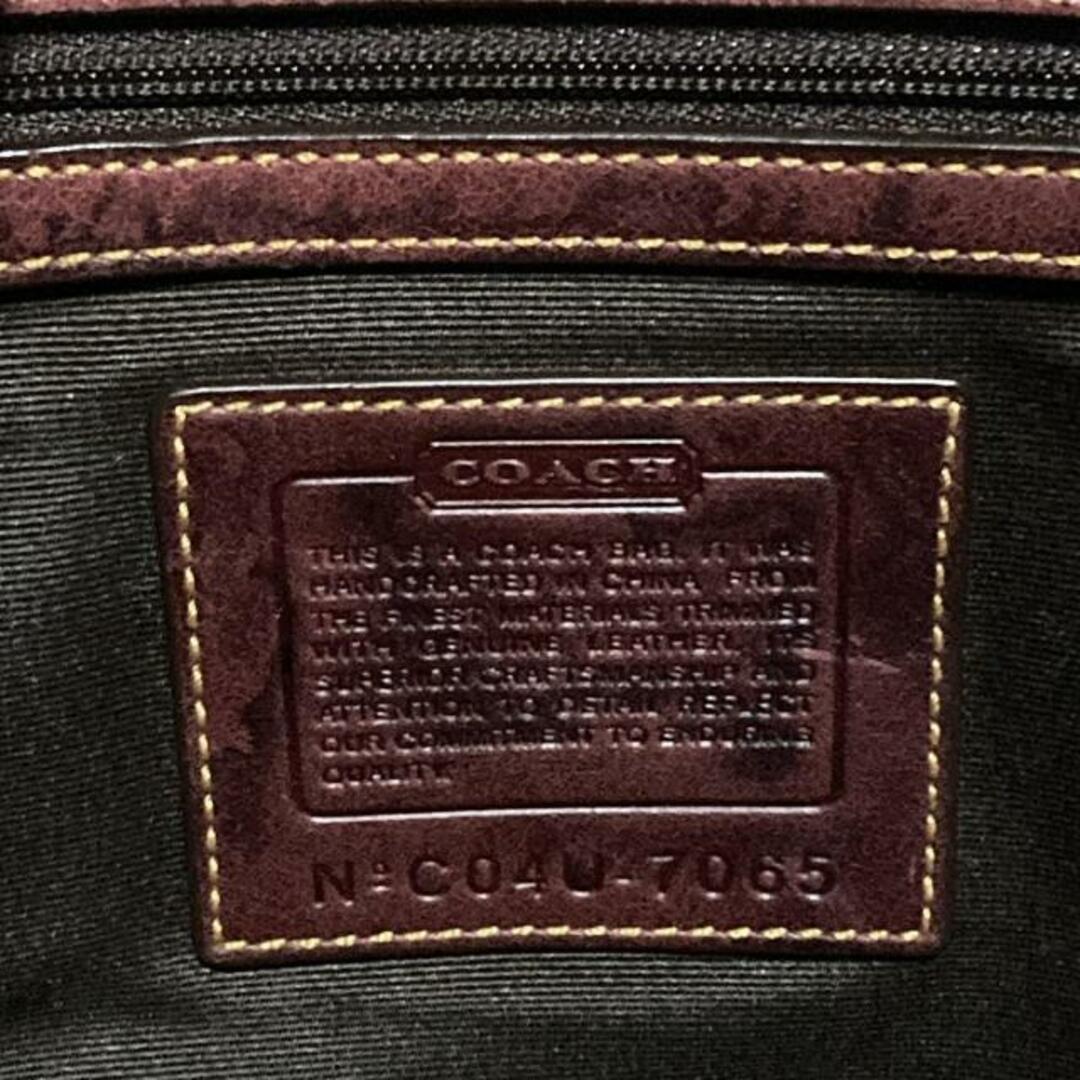 COACH
THIS IS A COACH BAG. IT WAS
HANDCRAFTED IN CHINA FROM
THE FINEST MATERIALS TRIMMED
WITH GENUINE LEATHER. ITS
SUPERIOR CRAFTSMANSHIP AND
ATTENTION TO DETAIL REFLECT
OUR COMMITMENT TO ENDURING
QUALITY.
Nº C04U-7065